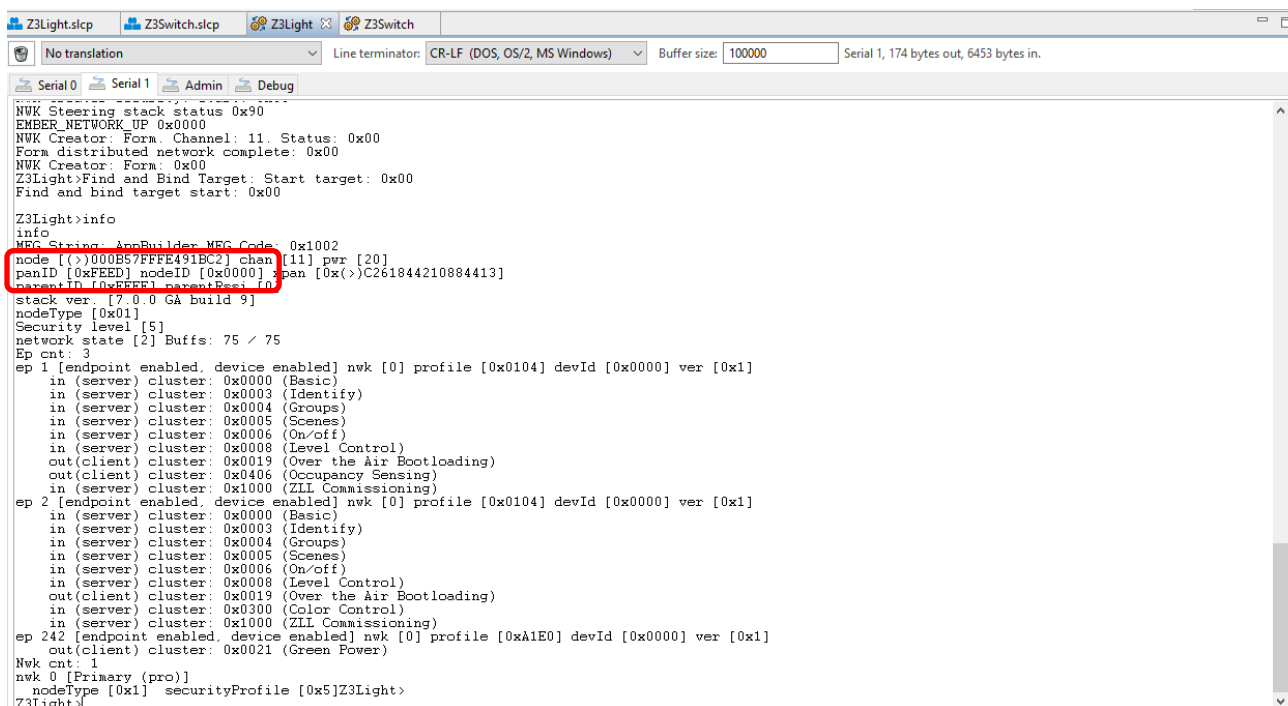 Z3Light.slcp Z3Switch.slcp Z3Light Z3Switch
No translation Line terminator: CR-LF (DOS, OS/2, MS Windows) Buffer size: 100000 Serial 1, 174 bytes out, 6453 bytes in.
Serial 0 Serial 1 Admin Debug
NWK Steering stack status 0x90
EMBER_NETWORK_UP 0x0000
NWK Creator: Form. Channel: 11. Status: 0x00
Form distributed network complete: 0x00
NWK Creator: Form: 0x00
Z3Light>Find and Bind Target: Start target: 0x00
Find and bind target start: 0x00
Z3Light>info
info
MFG String: AppBuilder MFG Code: 0x1002
node [(>)000B57FFFE491BC2] chan [11] pwr [20]
panID [0xFEED] nodeID [0x0000] xpan [0x(>)C261844210884413]
parentID [0xFFFF] parentRssi [0]
stack ver. [7.0.0 GA build 9]
nodeType [0x01]
Security level [5]
network state [2] Buffs: 75 / 75
Ep cnt: 3
ep 1 [endpoint enabled, device enabled] nwk [0] profile [0x0104] devId [0x0000] ver [0x1]
in (server) cluster: 0x0000 (Basic)
in (server) cluster: 0x0003 (Identify)
in (server) cluster: 0x0004 (Groups)
in (server) cluster: 0x0005 (Scenes)
in (server) cluster: 0x0006 (On/off)
in (server) cluster: 0x0008 (Level Control)
out(client) cluster: 0x0019 (Over the Air Bootloading)
out(client) cluster: 0x0406 (Occupancy Sensing)
in (server) cluster: 0x1000 (ZLL Commissioning)
ep 2 [endpoint enabled, device enabled] nwk [0] profile [0x0104] devId [0x0000] ver [0x1]
in (server) cluster: 0x0000 (Basic)
in (server) cluster: 0x0003 (Identify)
in (server) cluster: 0x0004 (Groups)
in (server) cluster: 0x0005 (Scenes)
in (server) cluster: 0x0006 (On/off)
in (server) cluster: 0x0008 (Level Control)
out(client) cluster: 0x0019 (Over the Air Bootloading)
in (server) cluster: 0x0300 (Color Control)
in (server) cluster: 0x1000 (ZLL Commissioning)
ep 242 [endpoint enabled, device enabled] nwk [0] profile [0xA1E0] devId [0x0000] ver [0x1]
out(client) cluster: 0x0021 (Green Power)
Nwk cnt: 1
nwk 0 [Primary (pro)]
nodeType [0x1] securityProfile [0x5]Z3Light>
Z3Light>